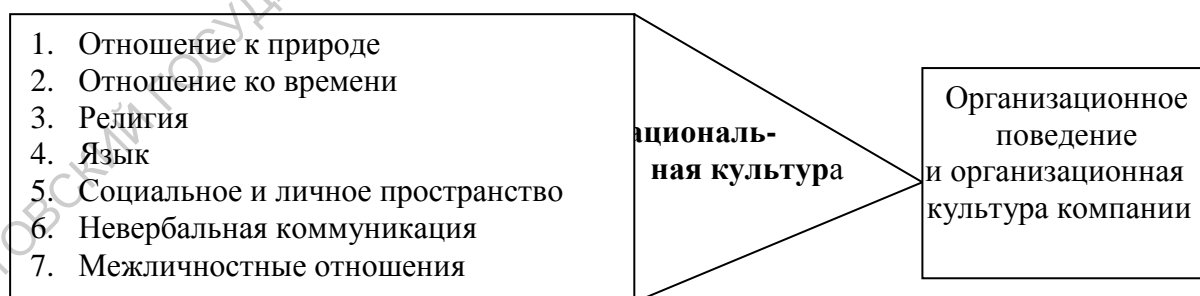 1. Отношение к природе
2. Отношение ко времени
3. Религия
4. Язык
5. Социальное и личное пространство
6. Невербальная коммуникация
7. Межличностные отношения
циональ-
ная культура
Организационное
поведение
и организационная
культура компании